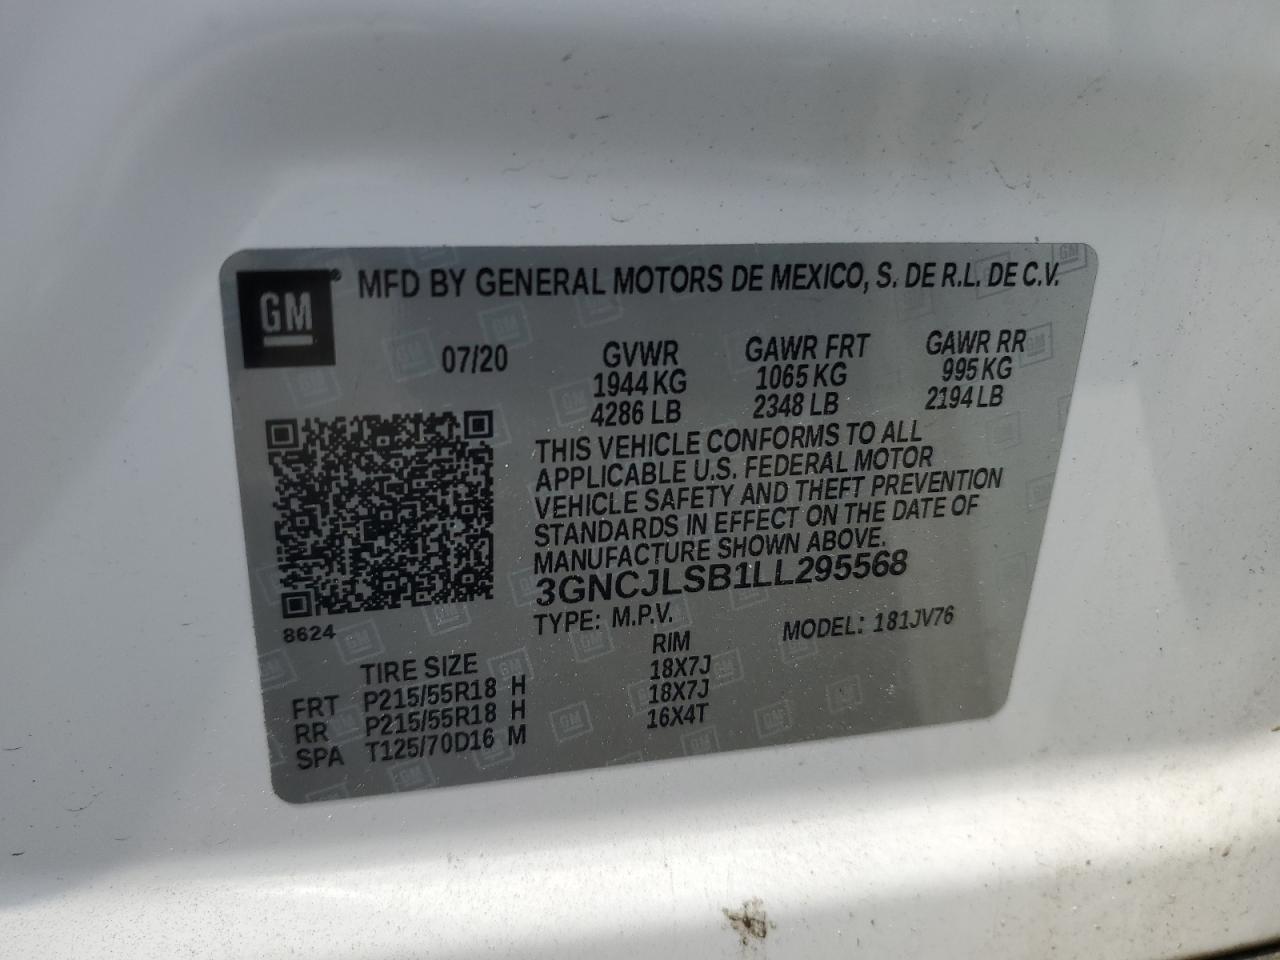 GM® MFD BY GENERAL MOTORS DE MEXICO, S. DE R.L. DE C.V.
07/20 GVWR GAWR FRT GAWR RR
1944 KG 1065 KG 995 KG
4286 LB 2348 LB 2194 LB
THIS VEHICLE CONFORMS TO ALL
APPLICABLE U.S. FEDERAL MOTOR
VEHICLE SAFETY AND THEFT PREVENTION
STANDARDS IN EFFECT ON THE DATE OF
MANUFACTURE SHOWN ABOVE.
3GNCJLSB1LL295568
8624 TYPE: M.P.V. MODEL: 181JV76
TIRE SIZE RIM
FRT P215/55R18 H 18X7J
RR P215/55R18 H 18X7J
SPA T125/70D16 M 16X4T